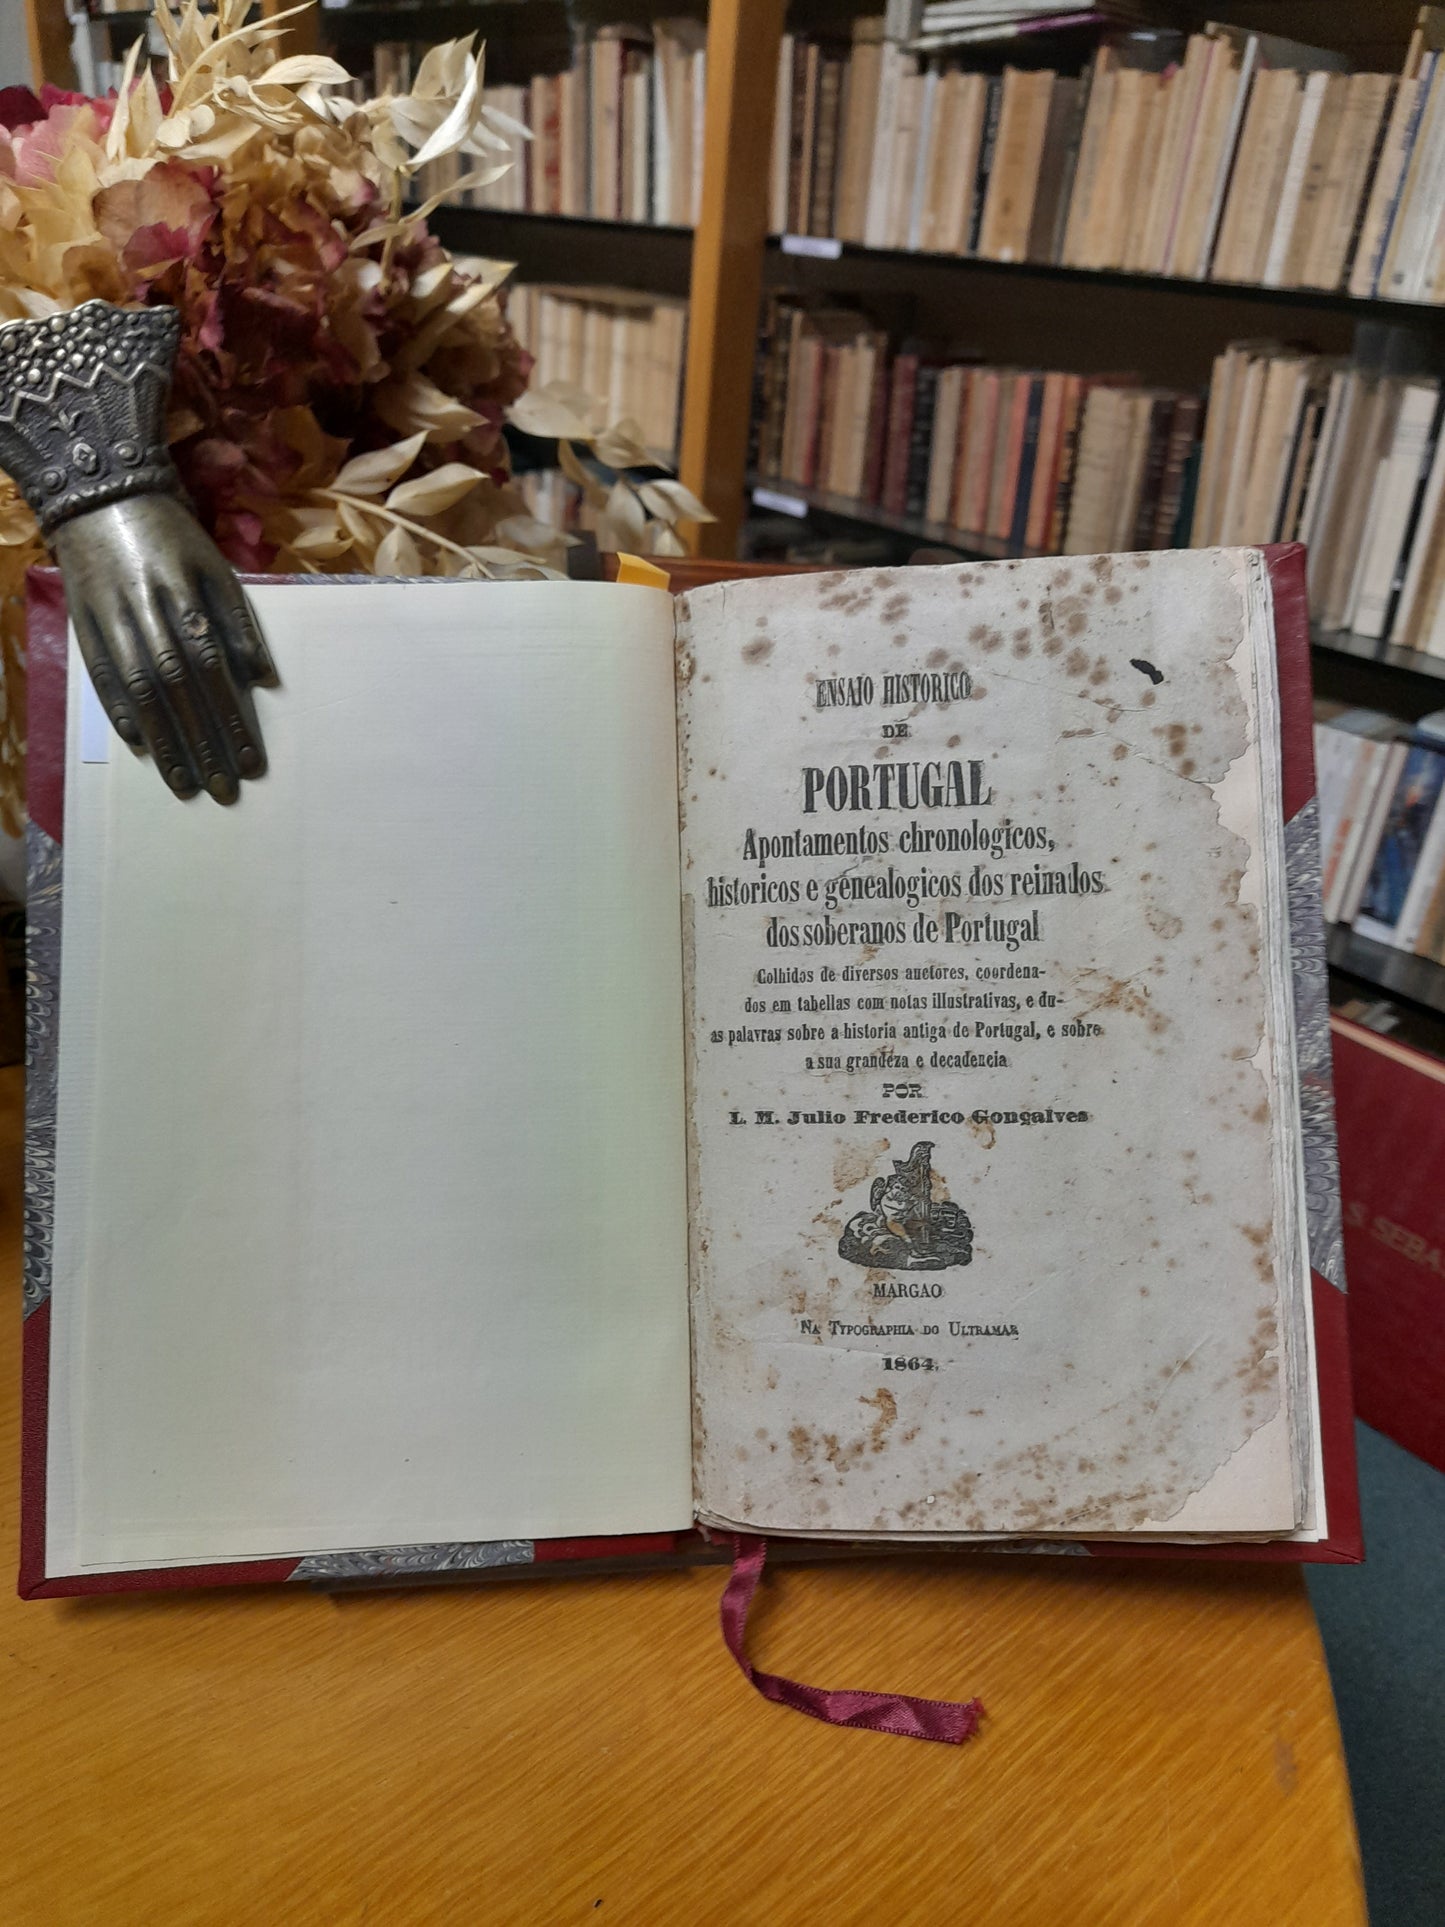 ENSAIO HISTORICO
DE
PORTUGAL
Apontamentos chronologicos,
historicos e genealogicos dos reinados
dos soberanos de Portugal
Colhidos de diversos auctores, coordena-
dos em tabellas com notas illustrativas, e du-
as palavras sobre a historia antiga de Portugal, e sobre
a sua grandeza e decadencia
POR
L. M. Julio Frederico Gonçalves
MARGAO
NA TYPOGRAPHIA DO ULTRAMAR
1864.
S. SEBA